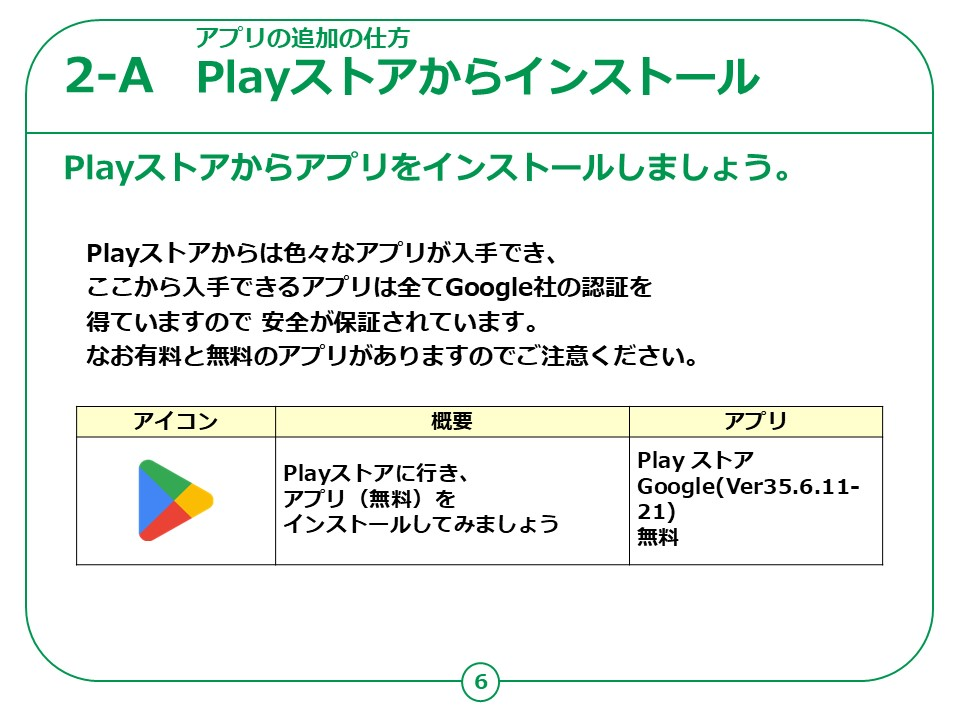 アプリの追加の仕方
2-A Playストアからインストール
Playストアからアプリをインストールしましょう。
Playストアからは色々なアプリが入手でき、
ここから入手できるアプリは全てGoogle社の認証を
得ていますので 安全が保証されています。
なお有料と無料のアプリがありますのでご注意ください。
アイコン 概要 アプリ
Playストアに行き、
アプリ（無料）を
インストールしてみましょう
Play ストア
Google(Ver35.6.11-
21)
無料
6